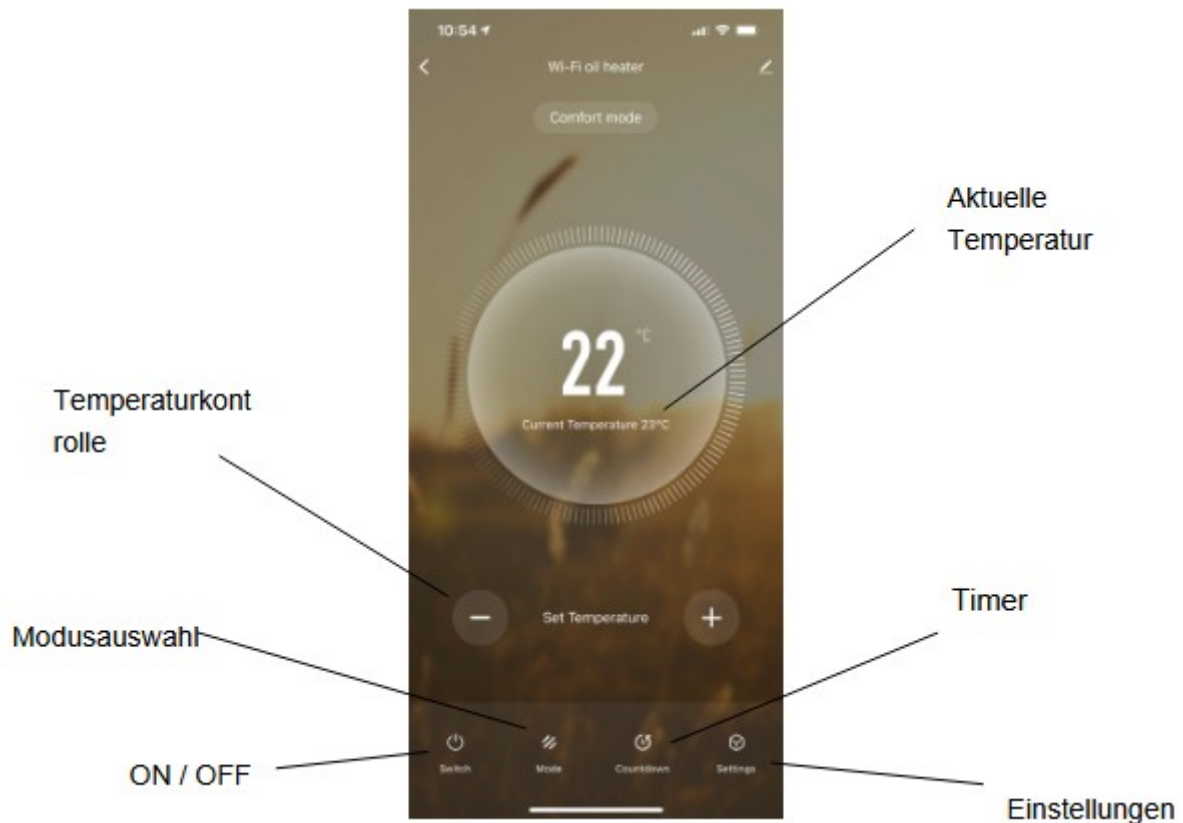 10:54
Wi-Fi oil heater
Comfort mode
Aktuelle
Temperatur
22 °C
Current Temperature 23°C
Temperaturkont
rolle
Set Temperature
Timer
Modusauswahl
Switch
Mode
Countdown
Settings
ON / OFF
Einstellungen